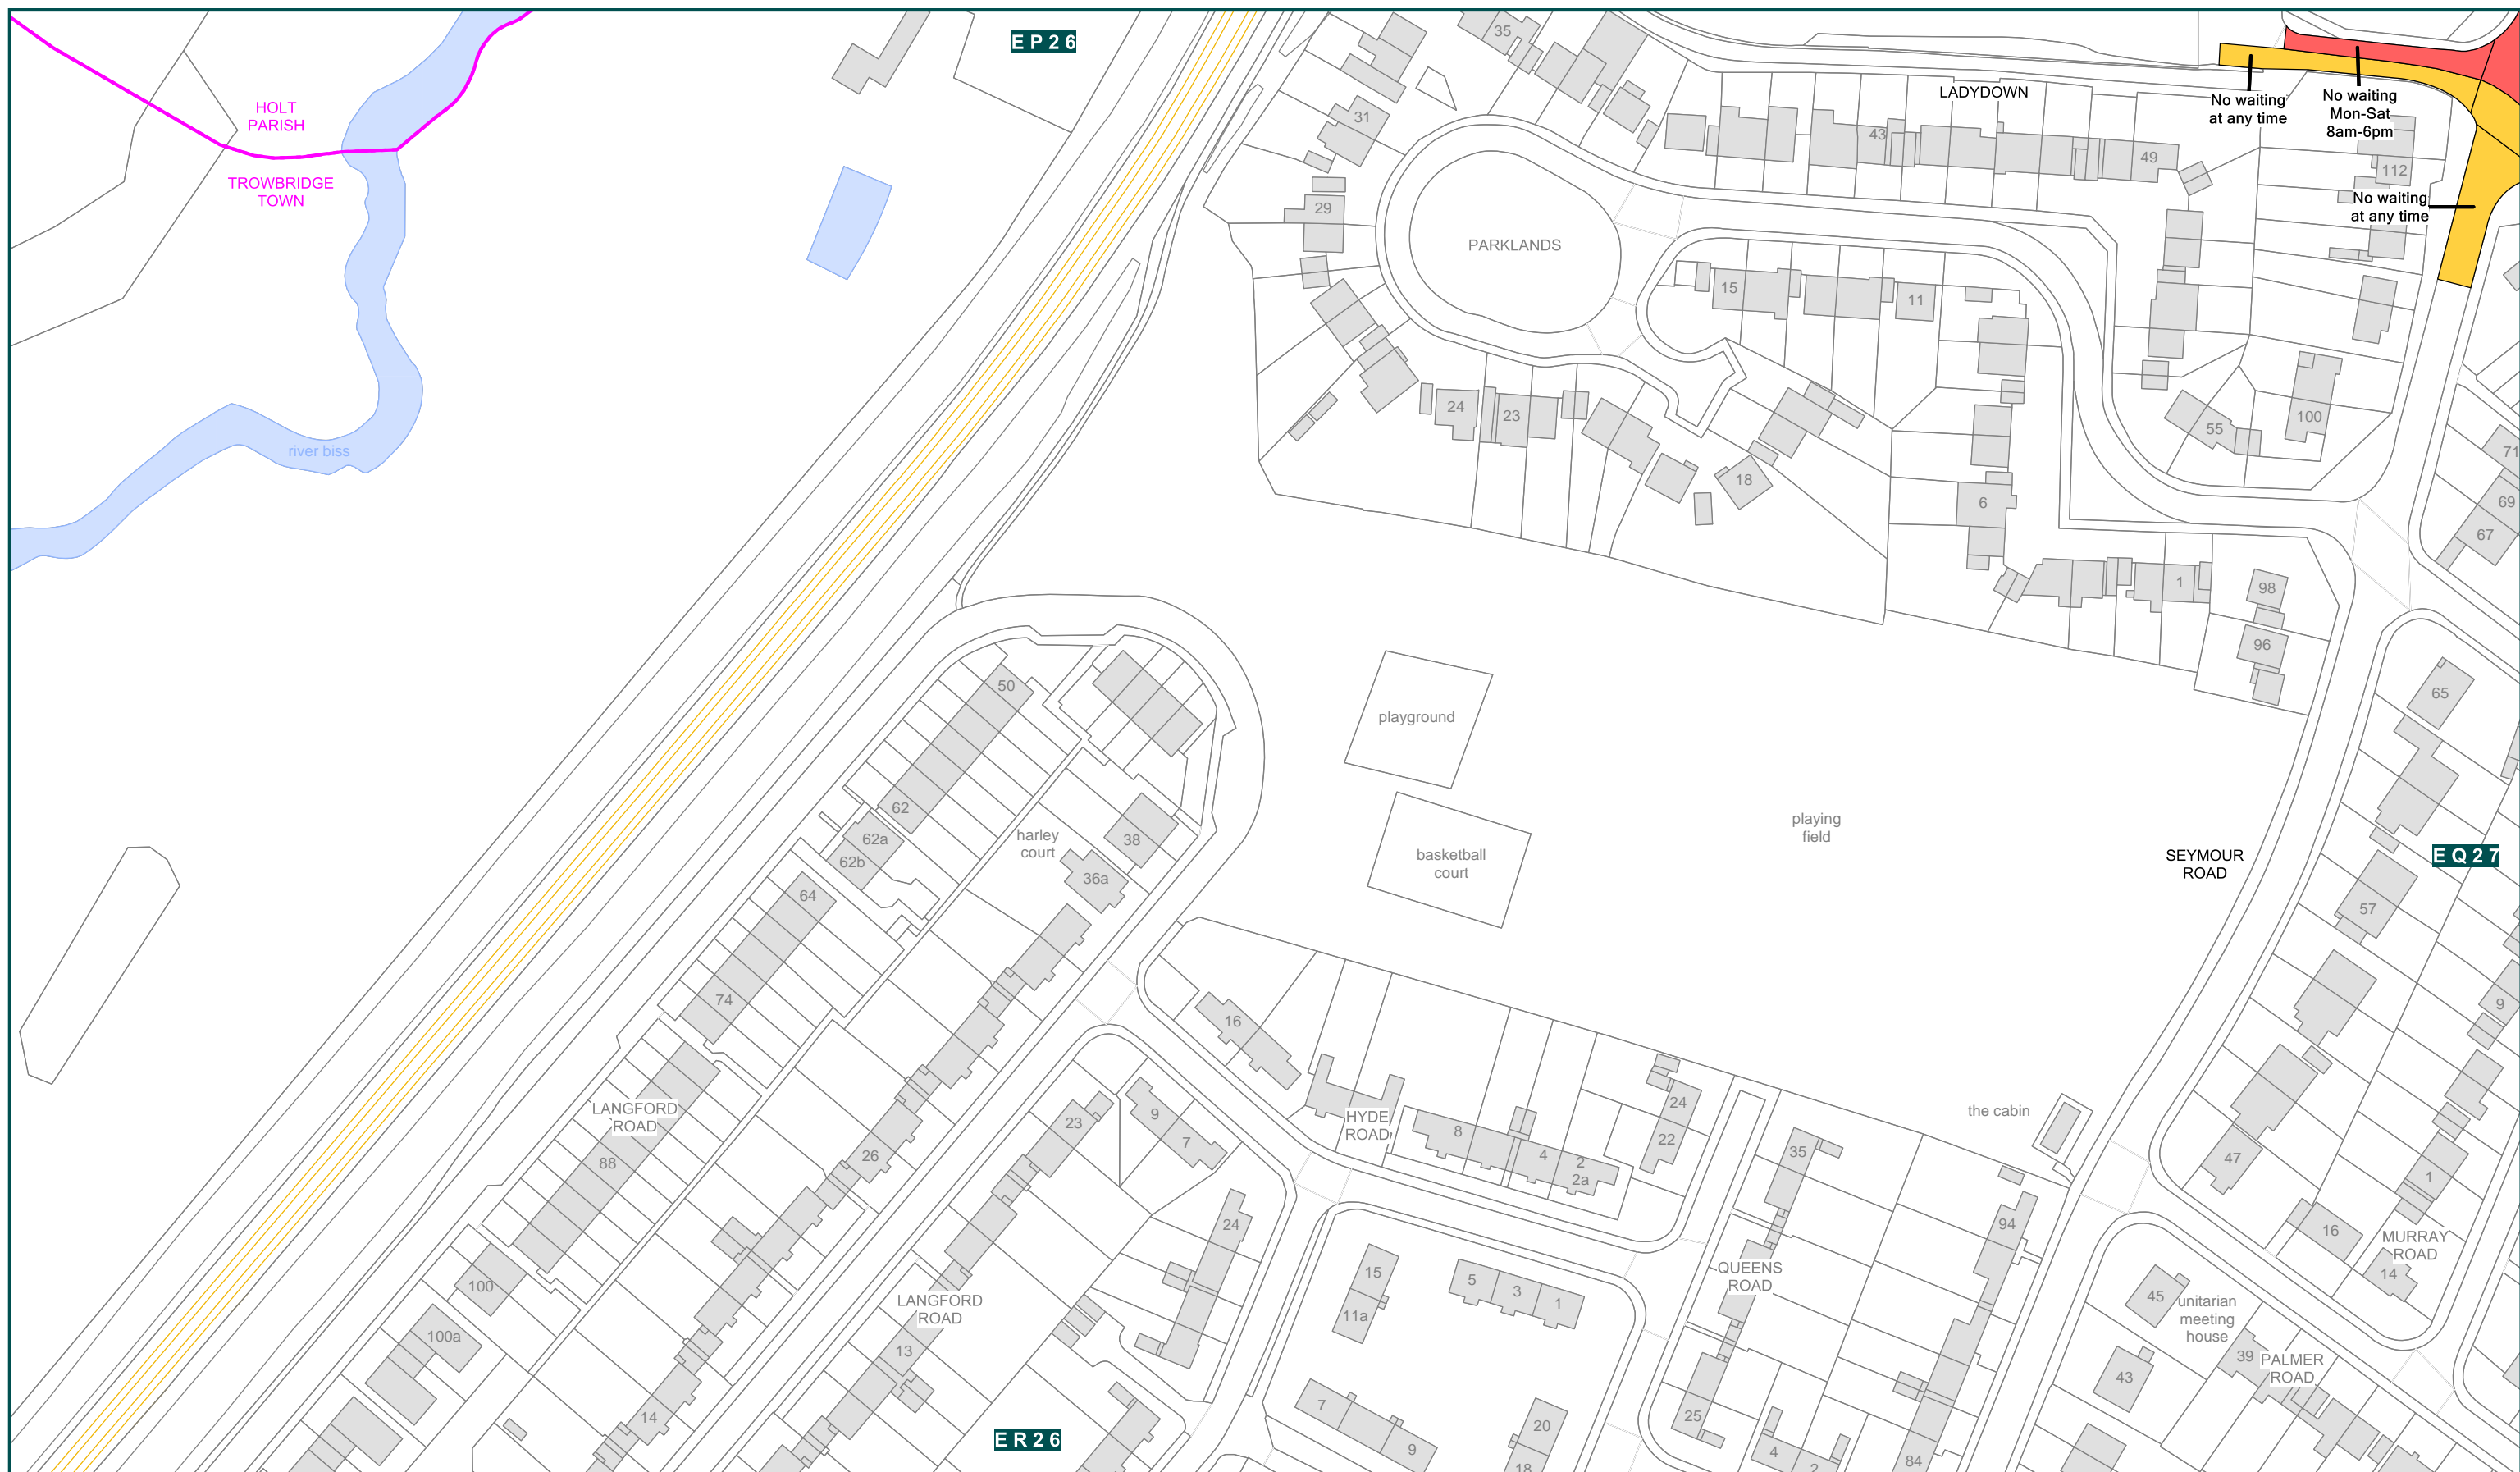 EP26
35
HOLT
PARISH
TROWBRIDGE
TOWN
31
LADYDOWN
No waiting
at any time
No waiting
Mon-Sat
8am-6pm
43
49
112
No waiting
at any time
29
PARKLANDS
15
11
24
23
100
55
river biss
18
6
71
69
67
1
98
96
50
65
playground
62
62a
62b
harley
court
38
36a
basketball
court
playing
field
SEYMOUR
ROAD
EQ27
57
64
74
16
9
LANGFORD
ROAD
88
23
9
7
26
HYDE
ROAD
8
4
2
2a
24
22
the cabin
35
47
1
16
MURRAY
ROAD
14
24
94
100
100a
LANGFORD
ROAD
13
15
11a
5
3
1
QUEENS
ROAD
45
unitarian
meeting
house
39
PALMER
ROAD
43
14
ER26
7
9
20
18
25
4
2
84